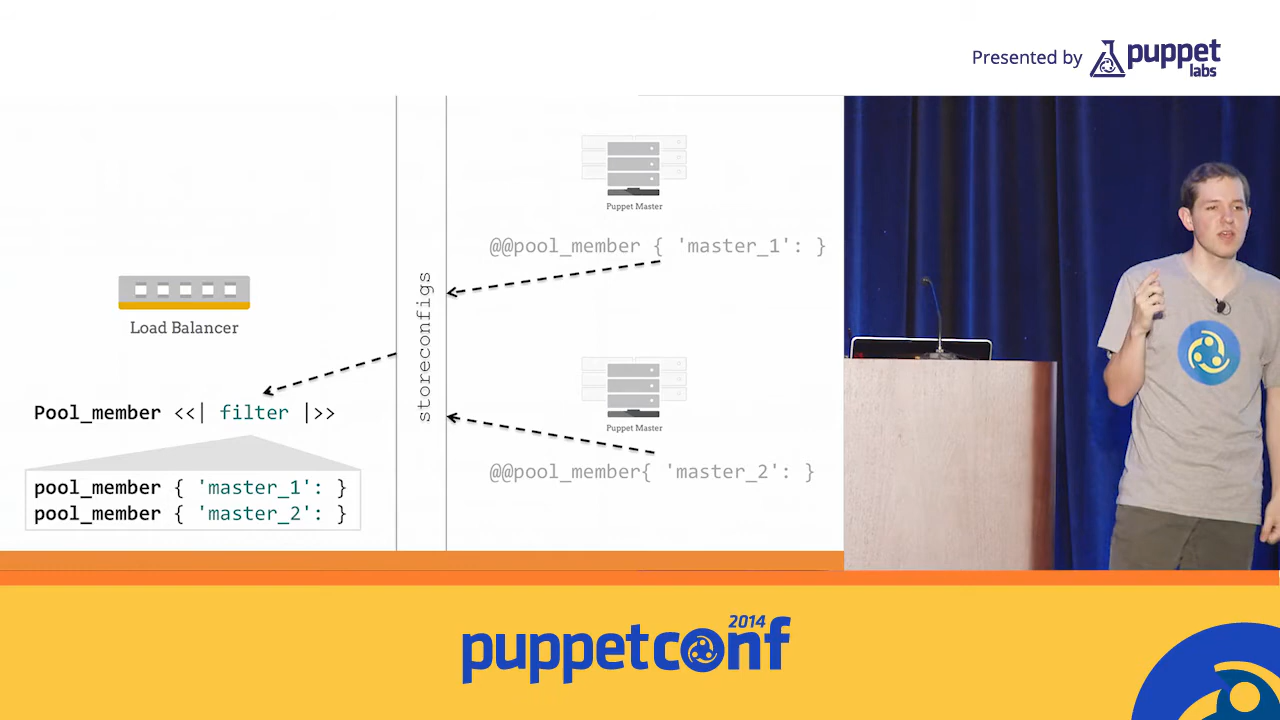 Presented by puppet labs
Puppet Master
@@pool_member { 'master_1': }
Load Balancer
storeconfigs
Pool_member <<| filter |>>
Puppet Master
@@pool_member{ 'master_2': }
pool_member { 'master_1': }
pool_member { 'master_2': }
puppetconf 2014